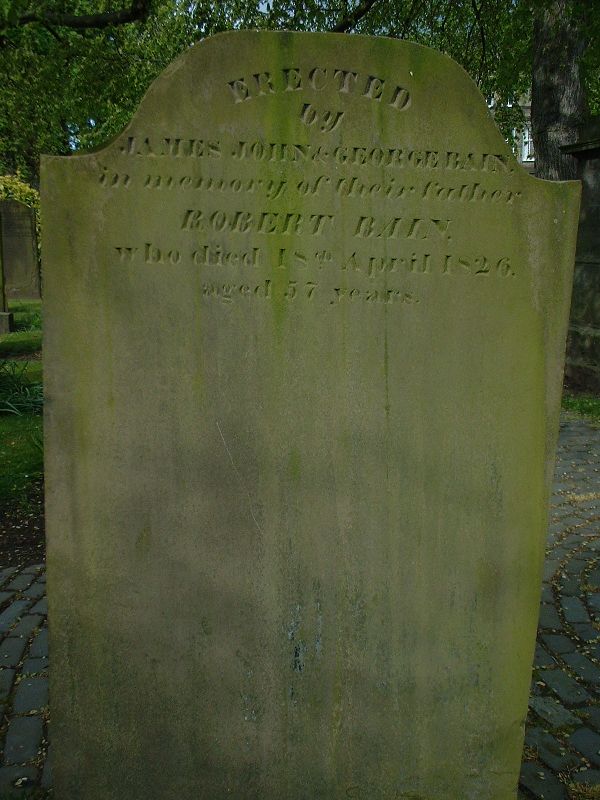 ERECTED
by
JAMES JOHN & GEORGE BAIN,
in memory of their father
ROBERT BAIN,
who died 18th April 1826,
aged 57 years.